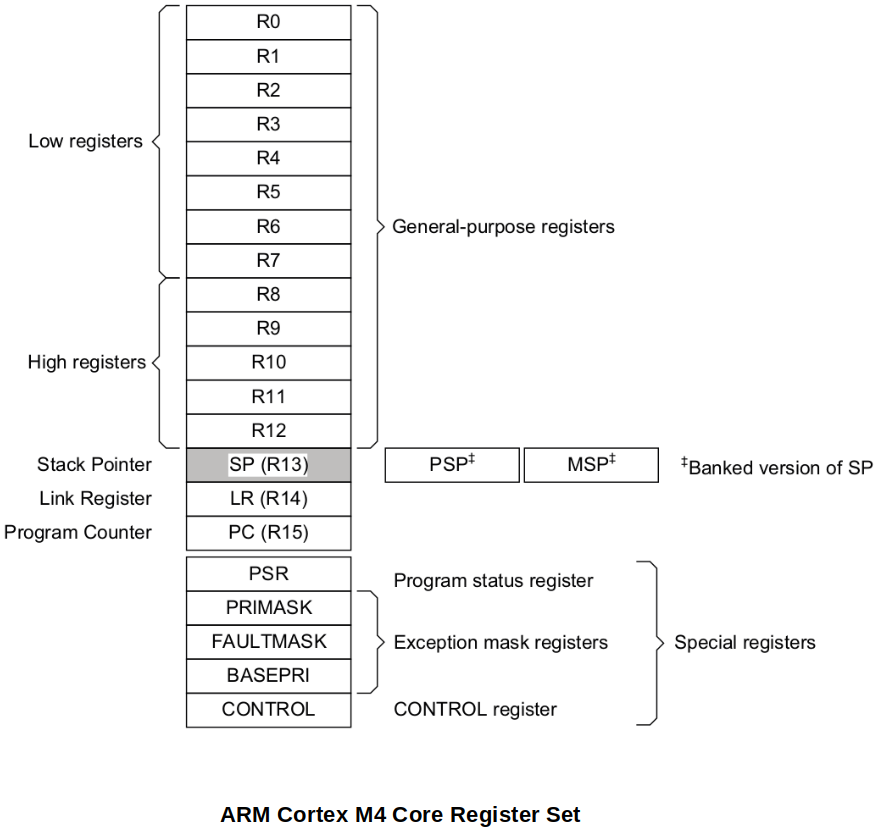 R0
R1
R2
R3
Low registers
R4
R5
R6
General-purpose registers
R7
R8
R9
High registers
R10
R11
R12
Stack Pointer
SP (R13)
PSP‡
MSP‡
‡Banked version of SP
Link Register
LR (R14)
Program Counter
PC (R15)
PSR
Program status register
PRIMASK
FAULTMASK
Exception mask registers
Special registers
BASEPRI
CONTROL
CONTROL register
ARM Cortex M4 Core Register Set